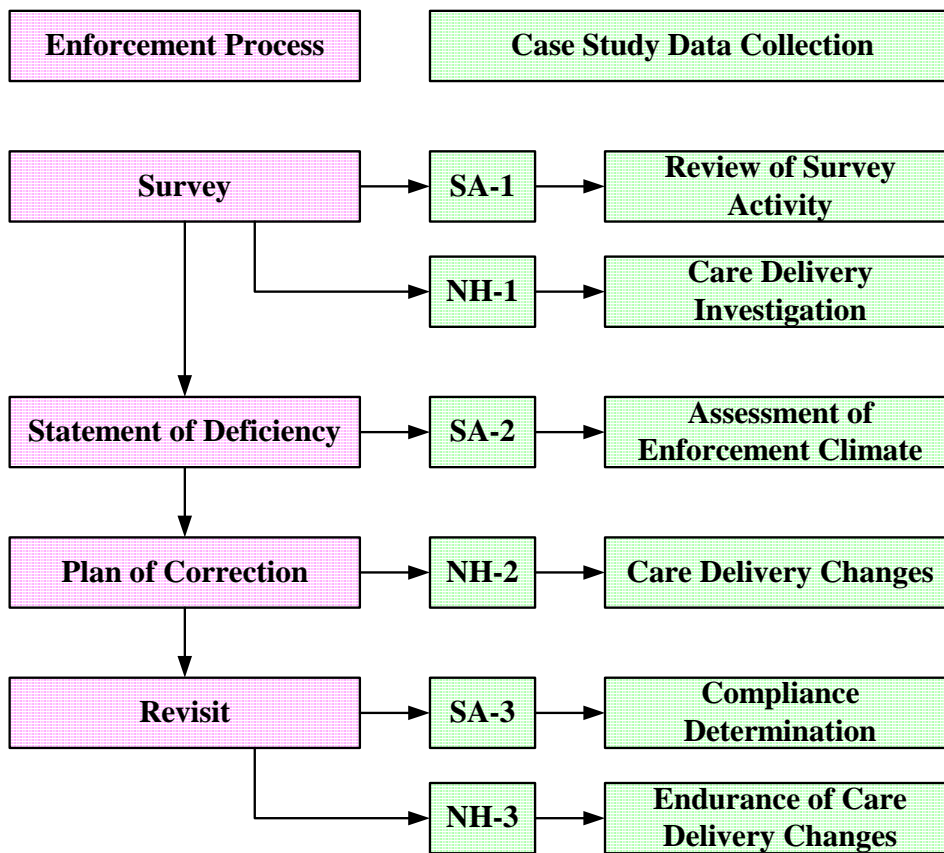 Enforcement Process
Case Study Data Collection
Survey
SA-1
Review of Survey
Activity
NH-1
Care Delivery
Investigation
Statement of Deficiency
SA-2
Assessment of
Enforcement Climate
Plan of Correction
NH-2
Care Delivery Changes
Revisit
SA-3
Compliance
Determination
NH-3
Endurance of Care
Delivery Changes